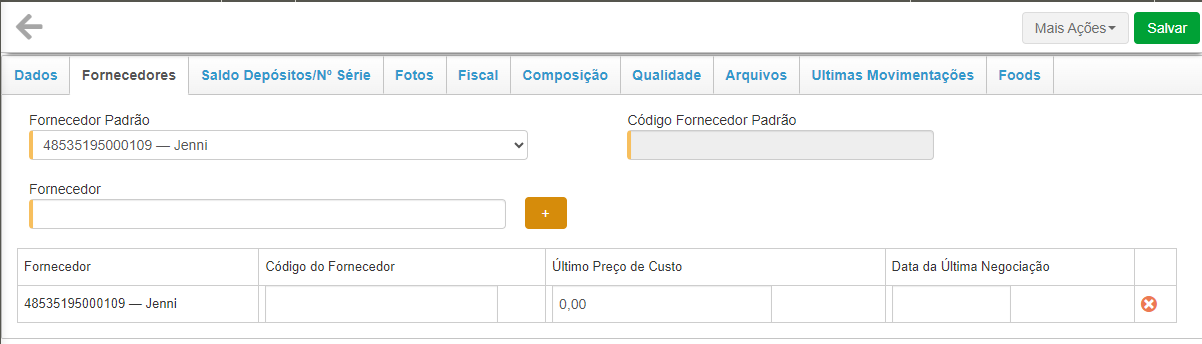 Mais Ações Salvar
Dados Fornecedores Saldo Depósitos/Nº Série Fotos Fiscal Composição Qualidade Arquivos Ultimas Movimentações Foods
Fornecedor Padrão Código Fornecedor Padrão
48535195000109 — Jenni
Fornecedor
+
Fornecedor Código do Fornecedor Último Preço de Custo Data da Última Negociação
48535195000109 — Jenni 0,00